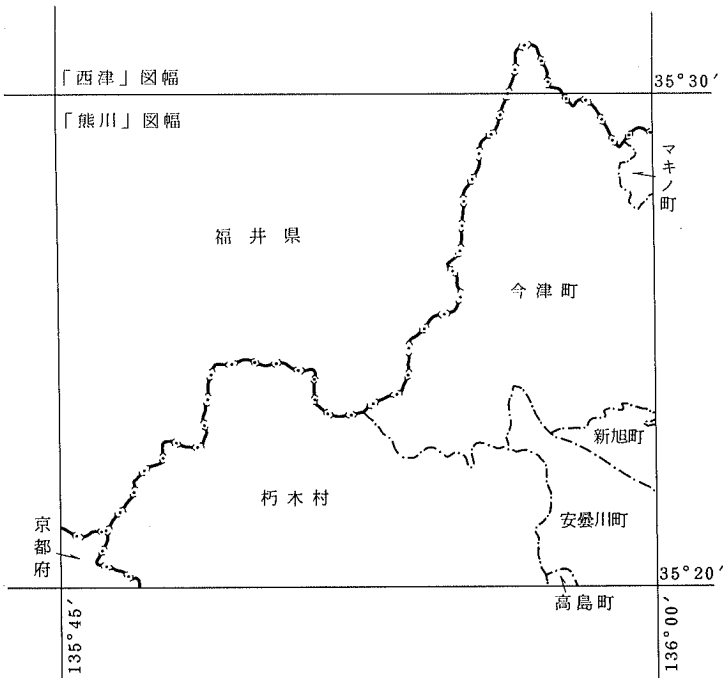 「西津」図幅
35°30′
「熊川」図幅
マキノ町
福井県
今津町
新旭町
朽木村
安曇川町
京都府
35°20′
高島町
135°45′
136°00′